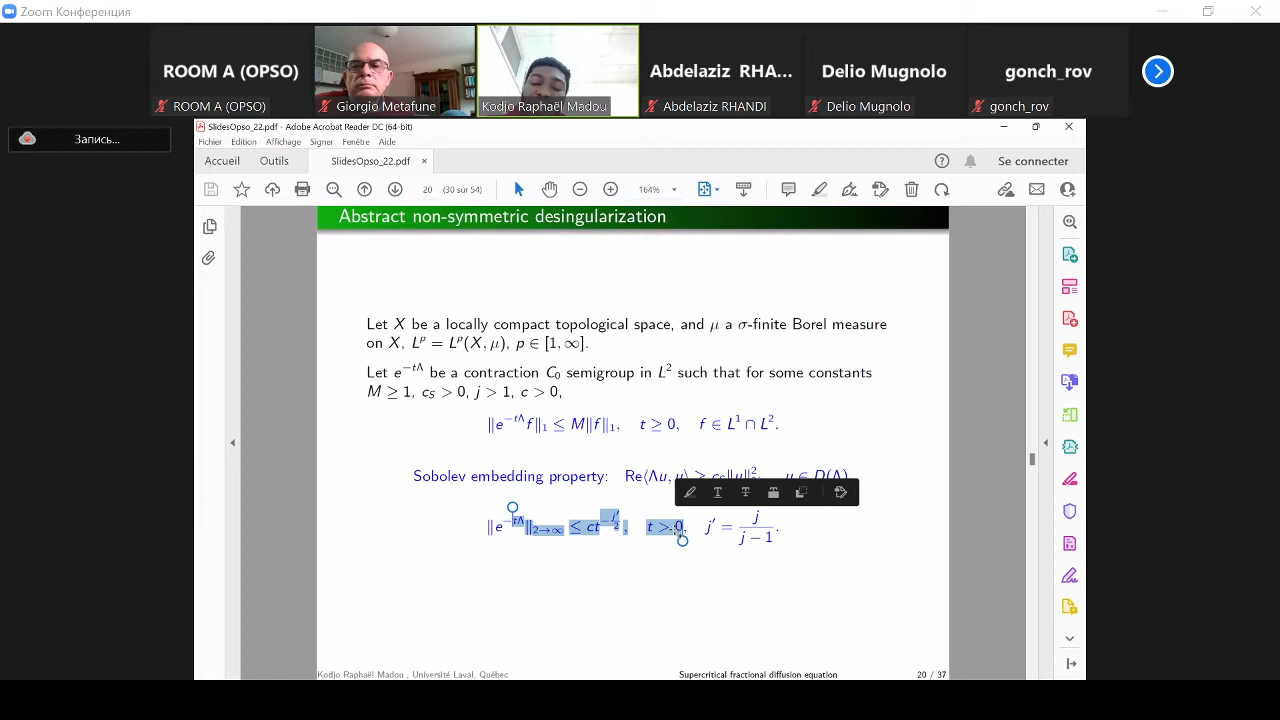 Zoom Конференция
ROOM A (OPSO)
Abdelaziz RHA...
Delio Mugnolo
gonch_rov
ROOM A (OPSO)
Giorgio Metafune
Kodjo Raphaël Madou
Abdelaziz RHANDI
Delio Mugnolo
gonch_rov
Запись...
SlidesOpso_22.pdf - Adobe Acrobat Reader DC (64-bit)
Fichier Edition Affichage Signer Fenêtre Aide
Accueil Outils SlidesOpso_22.pdf × Se connecter
20 (30 sur 54) 164%
Abstract non-symmetric desingularization
Let X be a locally compact topological space, and μ a σ-finite Borel measure
on X, L^p = L^p(X, μ), p ∈ [1, ∞].
Let e^{−tΛ} be a contraction C_0 semigroup in L^2 such that for some constants
M ≥ 1, c_S > 0, j > 1, c > 0,
‖e^{−tΛ}f‖_1 ≤ M‖f‖_1, t ≥ 0, f ∈ L^1 ∩ L^2.
Sobolev embedding property: Re⟨Λu, u⟩ ≥ c_S‖u‖^2, u ∈ D(Λ)
‖e^{−tΛ}‖_{2→∞} ≤ ct^{−j′/2}, t > 0, j′ = j/(j − 1).
Kodjo Raphaël Madou , Université Laval, Québec
Supercritical fractional diffusion equation
20 / 37